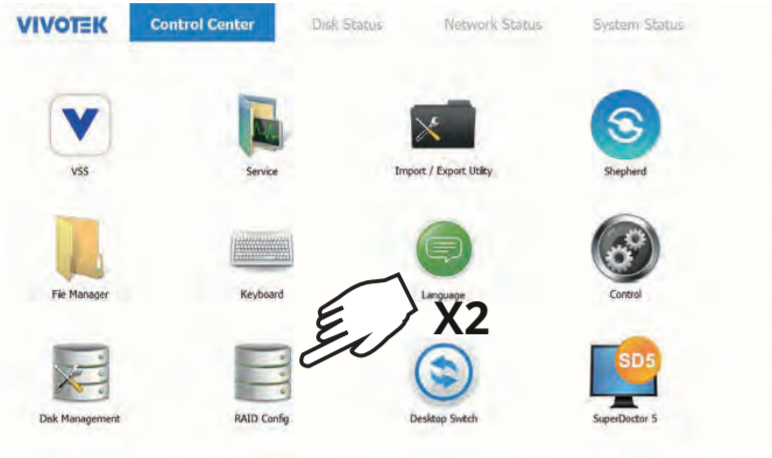 VIVOTEK Control Center Disk Status Network Status System Status
VSS Service Import / Export Utility Shepherd
File Manager Keyboard Language Control
X2
SD5
Disk Management RAID Config Desktop Switch SuperDoctor 5